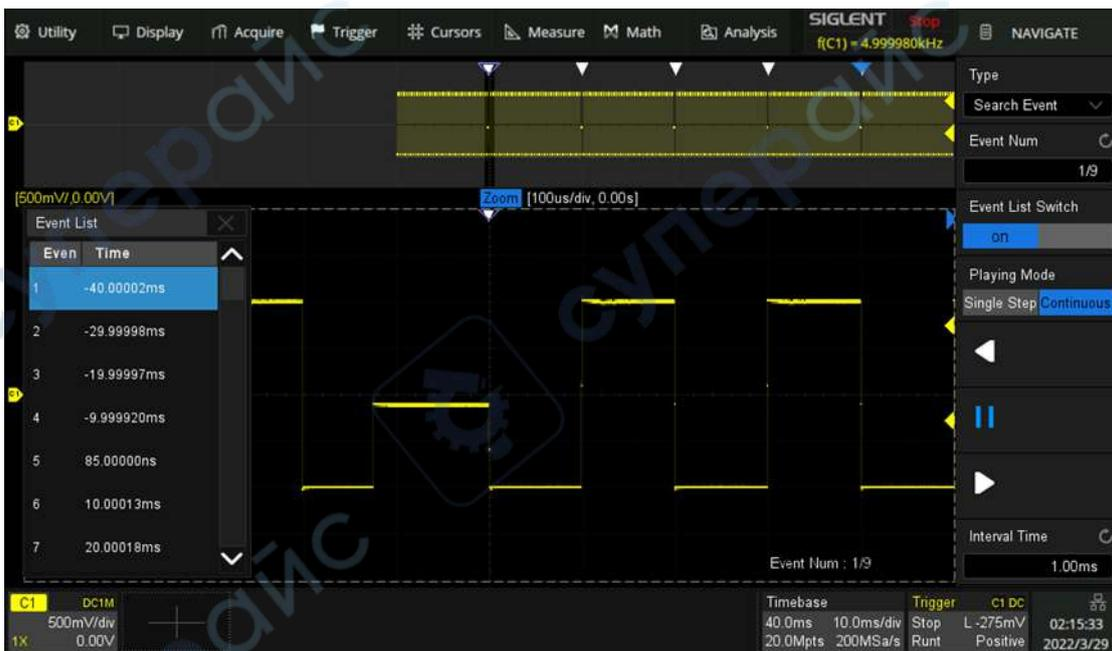 Utility Display Acquire Trigger Cursors Measure Math Analysis SIGLENT Stop NAVIGATE
f(C1) = 4.999980kHz
Type
Search Event
C1
Event Num
1/9
[500mV/,0.00V] Zoom [100us/div, 0.00s]
Event List Switch
Event List
on
Even Time
Playing Mode
1 -40.00002ms
Single Step Continuous
2 -29.99998ms
3 -19.99997ms
C1
4 -9.999920ms
5 85.00000ns
6 10.00013ms
Interval Time
7 20.00018ms
Event Num : 1/9
1.00ms
C1 DC1M Timebase Trigger C1 DC
500mV/div 40.0ms 10.0ms/div Stop L -275mV 02:15:33
1X 0.00V 20.0Mpts 200MSa/s Runt Positive 2022/3/29
суперайс
суперайс
суперайс